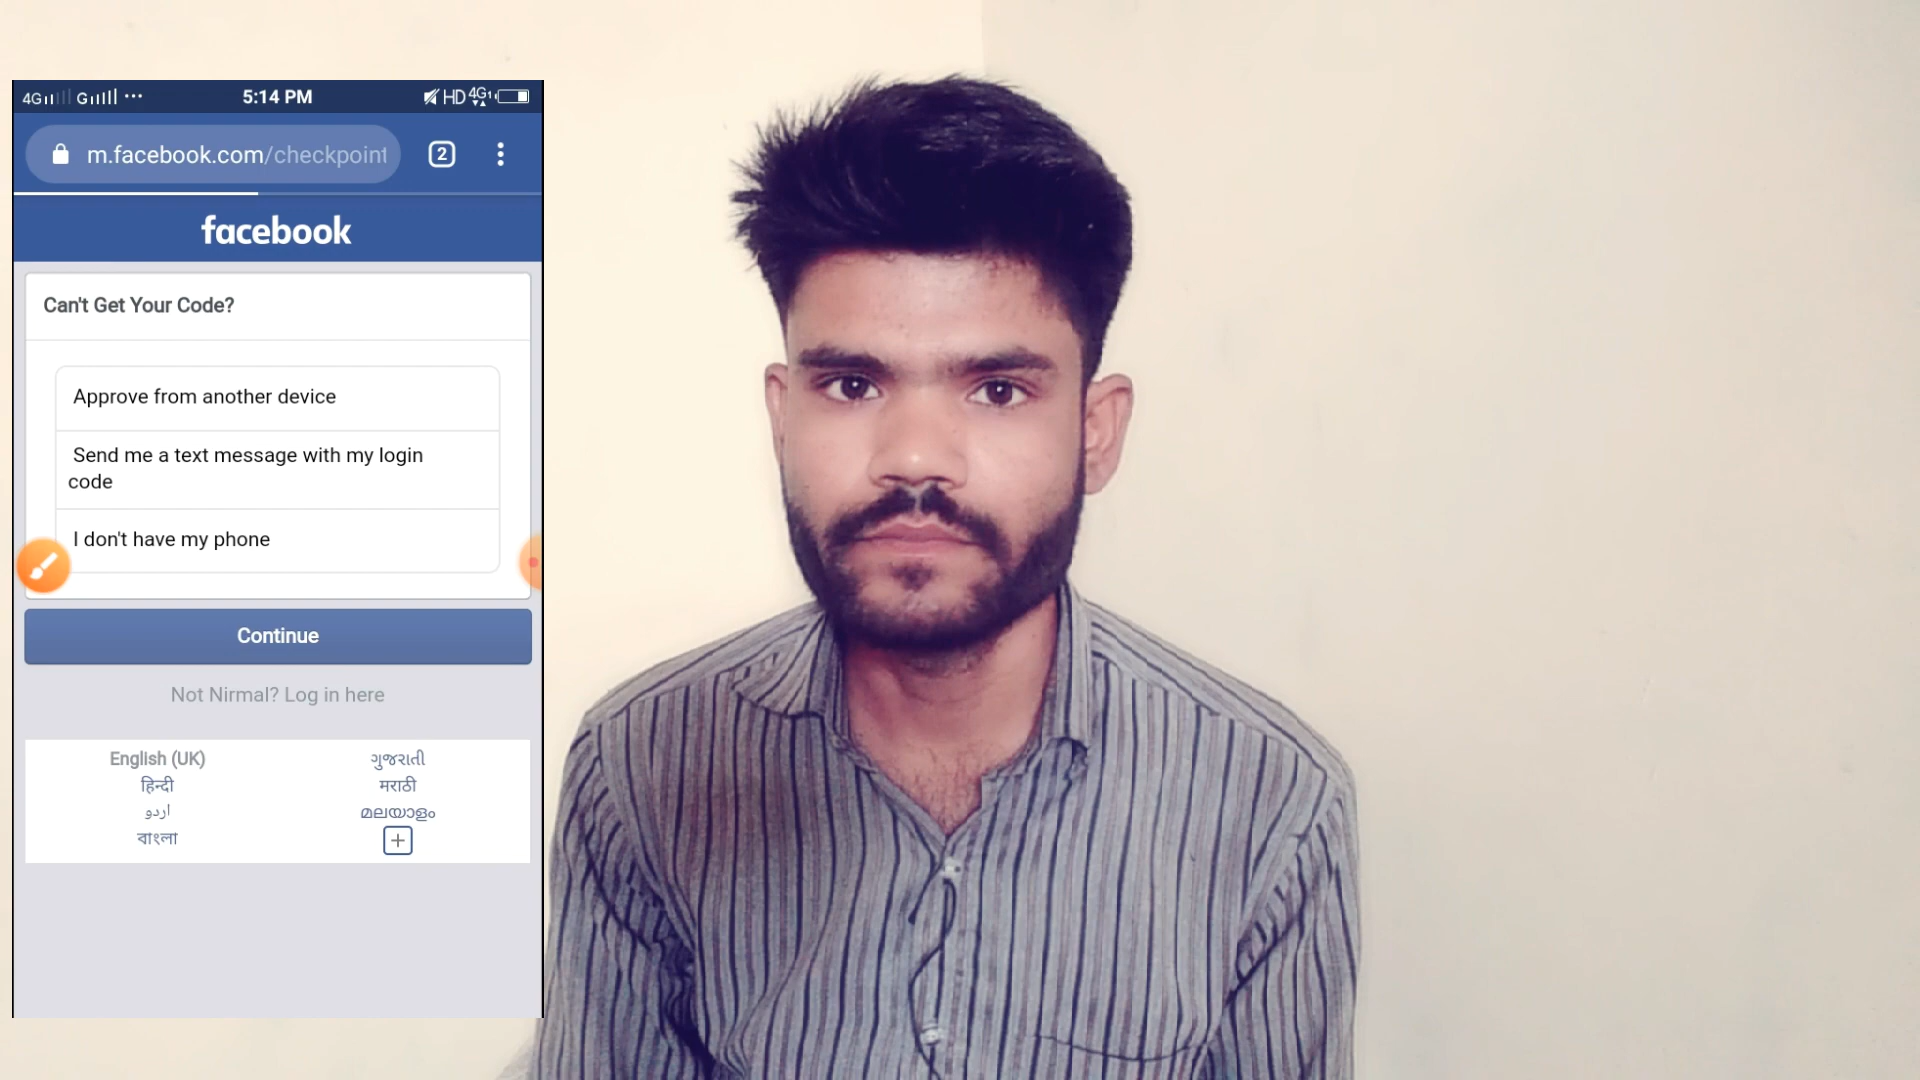 4G G ...
5:14 PM
HD 4G 1
m.facebook.com/checkpoint
2
facebook
Can't Get Your Code?
Approve from another device
Send me a text message with my login
code
I don't have my phone
Continue
Not Nirmal? Log in here
English (UK)
हिन्दी
اردو
বাংলা
ગુજરાતી
मराठी
മലയാളം